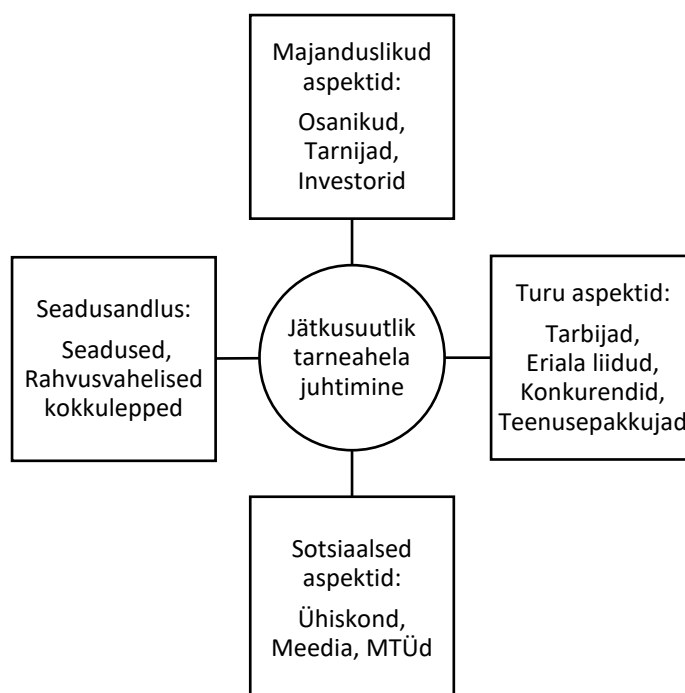 Majanduslikud
aspektid:
Osanikud,
Tarnijad,
Investorid
Seadusandlus:
Seadused,
Rahvusvahelised
kokkulepped
Jätkusuutlik
tarneahela
juhtimine
Turu aspektid:
Tarbijad,
Eriala liidud,
Konkurendid,
Teenusepakkujad
Sotsiaalsed
aspektid:
Ühiskond,
Meedia, MTÜd